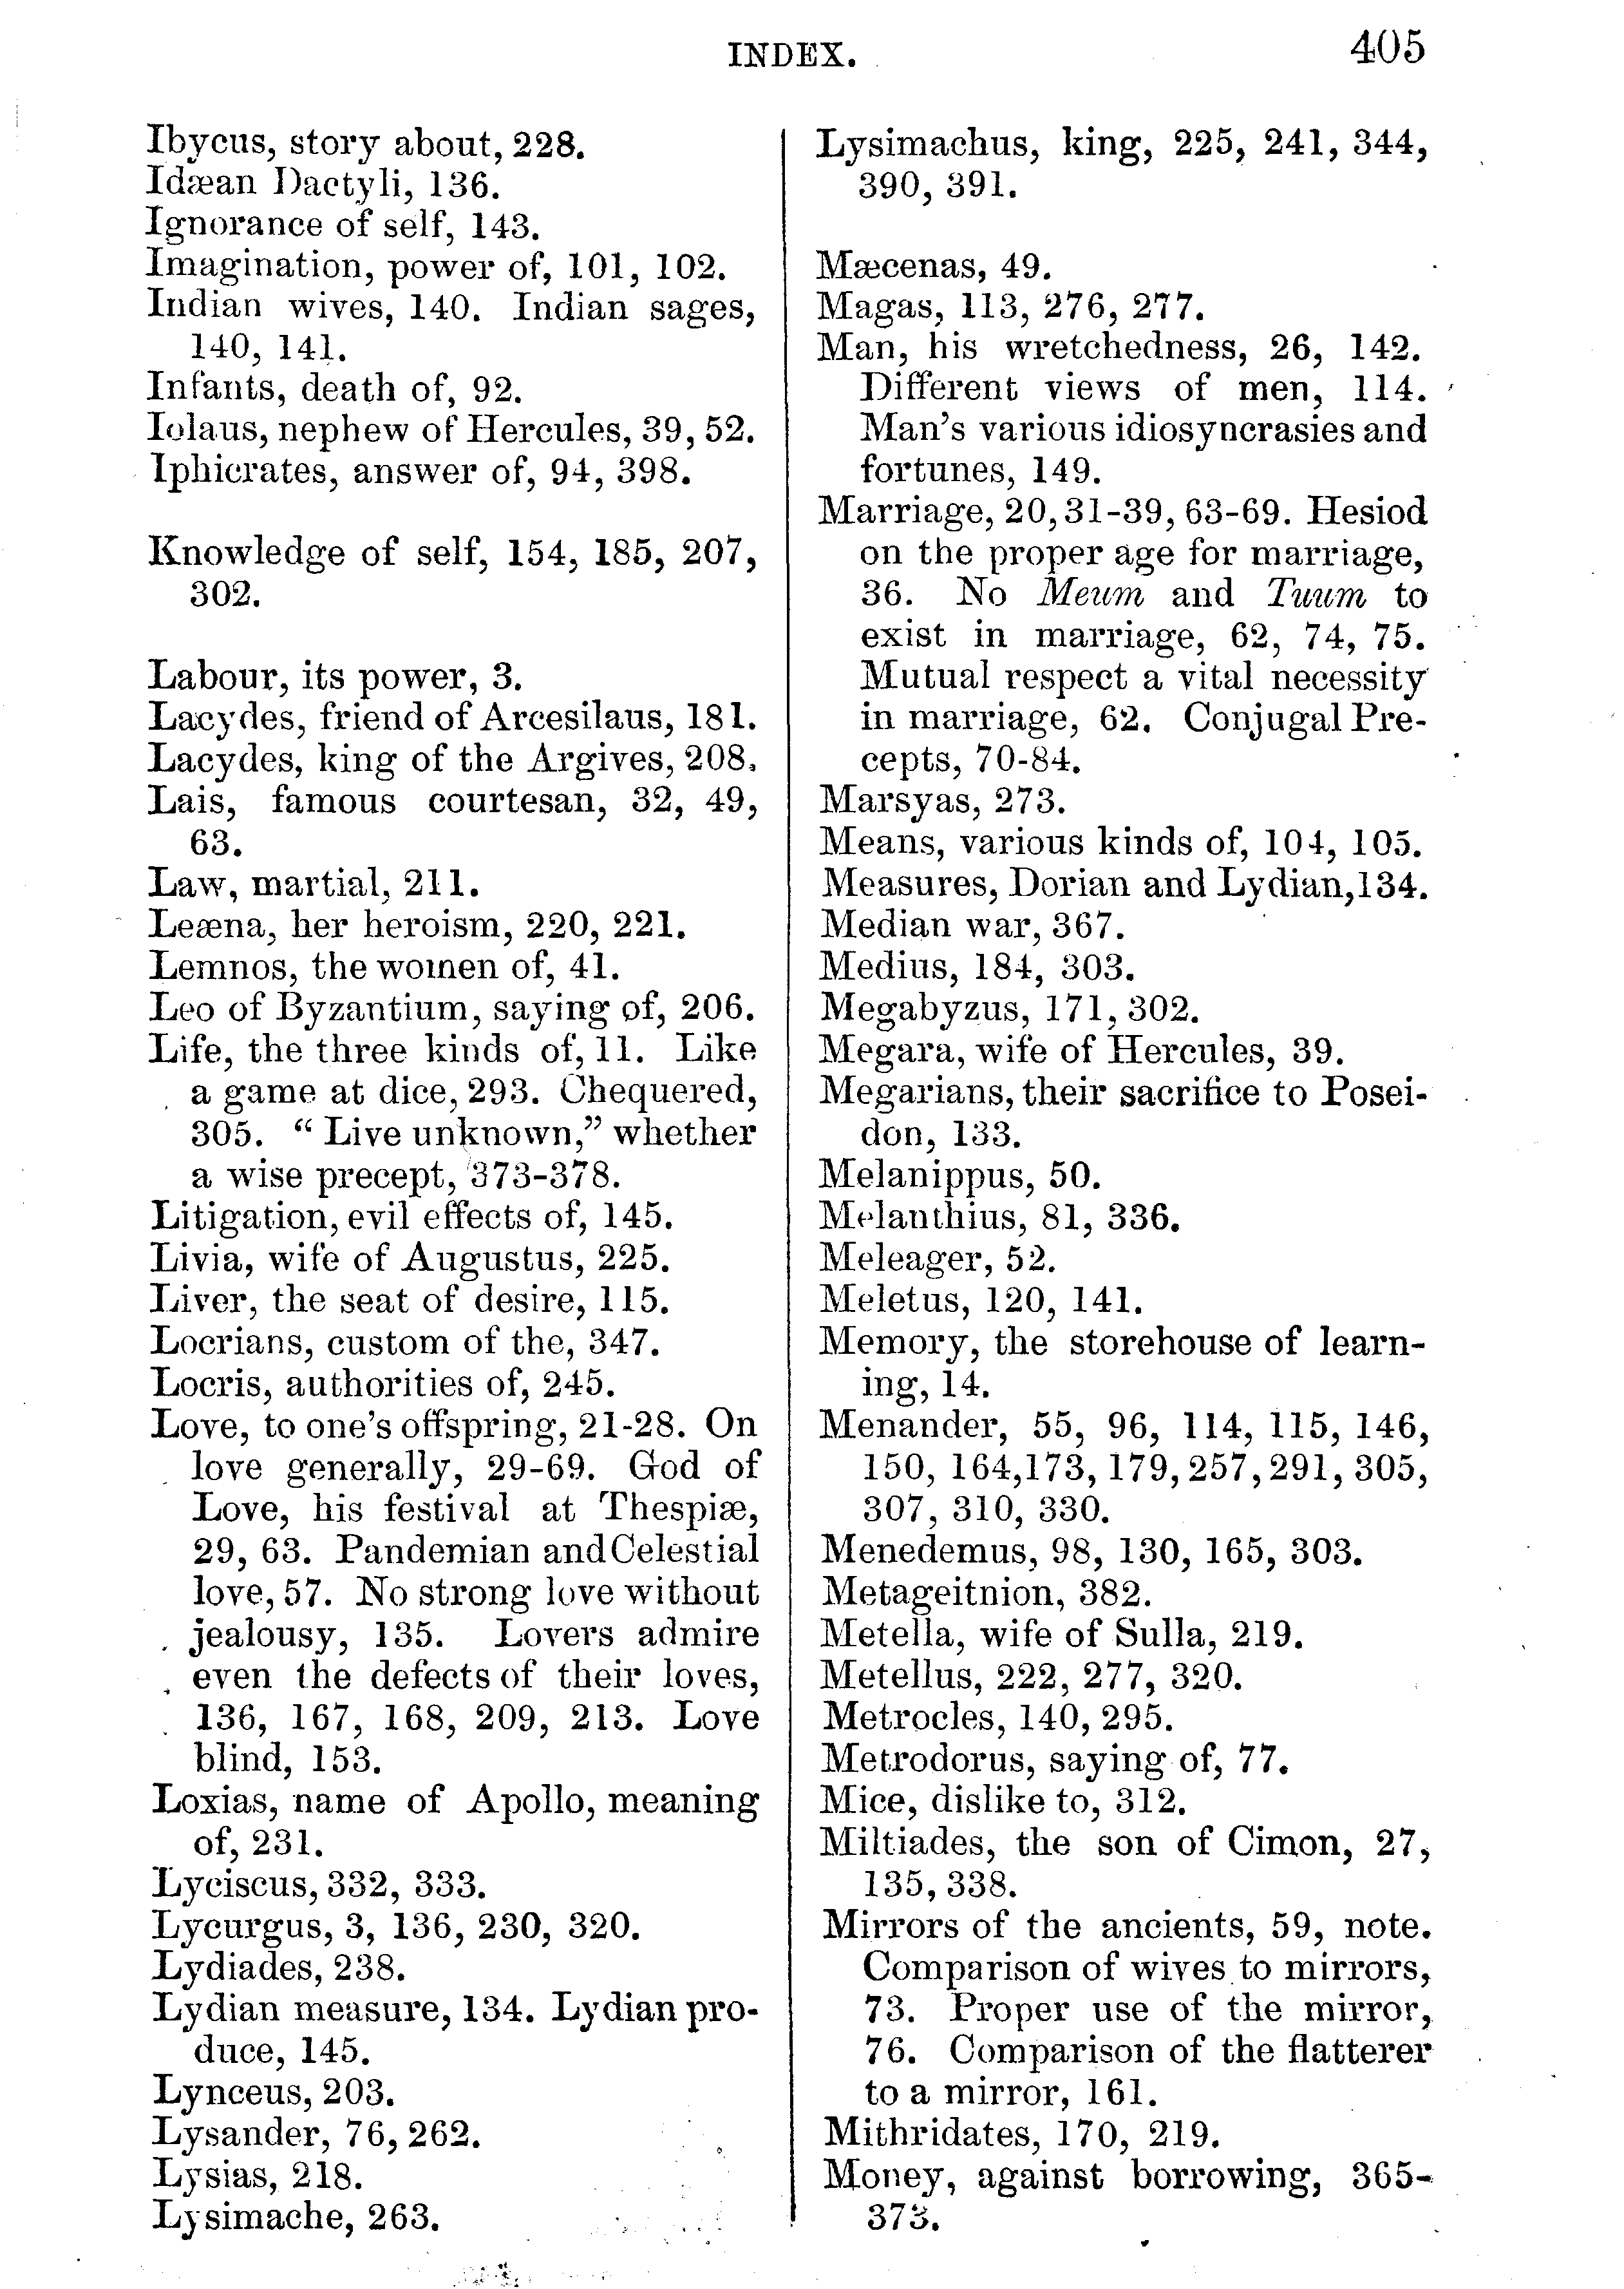 INDEX. 405
Ibycus, story about, 228.
Idæan Dactyli, 136.
Ignorance of self, 143.
Imagination, power of, 101, 102.
Indian wives, 140. Indian sages,
140, 141.
Infants, death of, 92.
Iolaus, nephew of Hercules, 39, 52.
Iphicrates, answer of, 94, 398.
Knowledge of self, 154, 185, 207,
302.
Labour, its power, 3.
Lacydes, friend of Arcesilaus, 181.
Lacydes, king of the Argives, 208.
Lais, famous courtesan, 32, 49,
63.
Law, martial, 211.
Leæna, her heroism, 220, 221.
Lemnos, the women of, 41.
Leo of Byzantium, saying of, 206.
Life, the three kinds of, 11. Like
a game at dice, 293. Chequered,
305. “Live unknown,” whether
a wise precept, 373-378.
Litigation, evil effects of, 145.
Livia, wife of Augustus, 225.
Liver, the seat of desire, 115.
Locrians, custom of the, 347.
Locris, authorities of, 245.
Love, to one's offspring, 21-28. On
love generally, 29-69. God of
Love, his festival at Thespiæ,
29, 63. Pandemian and Celestial
love, 57. No strong love without
jealousy, 135. Lovers admire
even the defects of their loves,
136, 167, 168, 209, 213. Love
blind, 153.
Loxias, name of Apollo, meaning
of, 231.
Lyciscus, 332, 333.
Lycurgus, 3, 136, 230, 320.
Lydiades, 238.
Lydian measure, 134. Lydian pro-
duce, 145.
Lynceus, 203.
Lysander, 76, 262.
Lysias, 218.
Lysimache, 263.
Lysimachus, king, 225, 241, 344,
390, 391.
Mæcenas, 49.
Magas, 113, 276, 277.
Man, his wretchedness, 26, 142.
Different views of men, 114.
Man's various idiosyncrasies and
fortunes, 149.
Marriage, 20, 31-39, 63-69. Hesiod
on the proper age for marriage,
36. No Meum and Tuum to
exist in marriage, 62, 74, 75.
Mutual respect a vital necessity
in marriage, 62. Conjugal Pre-
cepts, 70-84.
Marsyas, 273.
Means, various kinds of, 104, 105.
Measures, Dorian and Lydian, 134.
Median war, 367.
Medius, 184, 303.
Megabyzus, 171, 302.
Megara, wife of Hercules, 39.
Megarians, their sacrifice to Posei-
don, 133.
Melanippus, 50.
Melanthius, 81, 336.
Meleager, 52.
Meletus, 120, 141.
Memory, the storehouse of learn-
ing, 14.
Menander, 55, 96, 114, 115, 146,
150, 164, 173, 179, 257, 291, 305,
307, 310, 330.
Menedemus, 98, 130, 165, 303.
Metageitnion, 382.
Metella, wife of Sulla, 219.
Metellus, 222, 277, 320.
Metrocles, 140, 295.
Metrodorus, saying of, 77.
Mice, dislike to, 312.
Miltiades, the son of Cimon, 27,
135, 338.
Mirrors of the ancients, 59, note.
Comparison of wives to mirrors,
73. Proper use of the mirror,
76. Comparison of the flatterer
to a mirror, 161.
Mithridates, 170, 219.
Money, against borrowing, 365-
373.